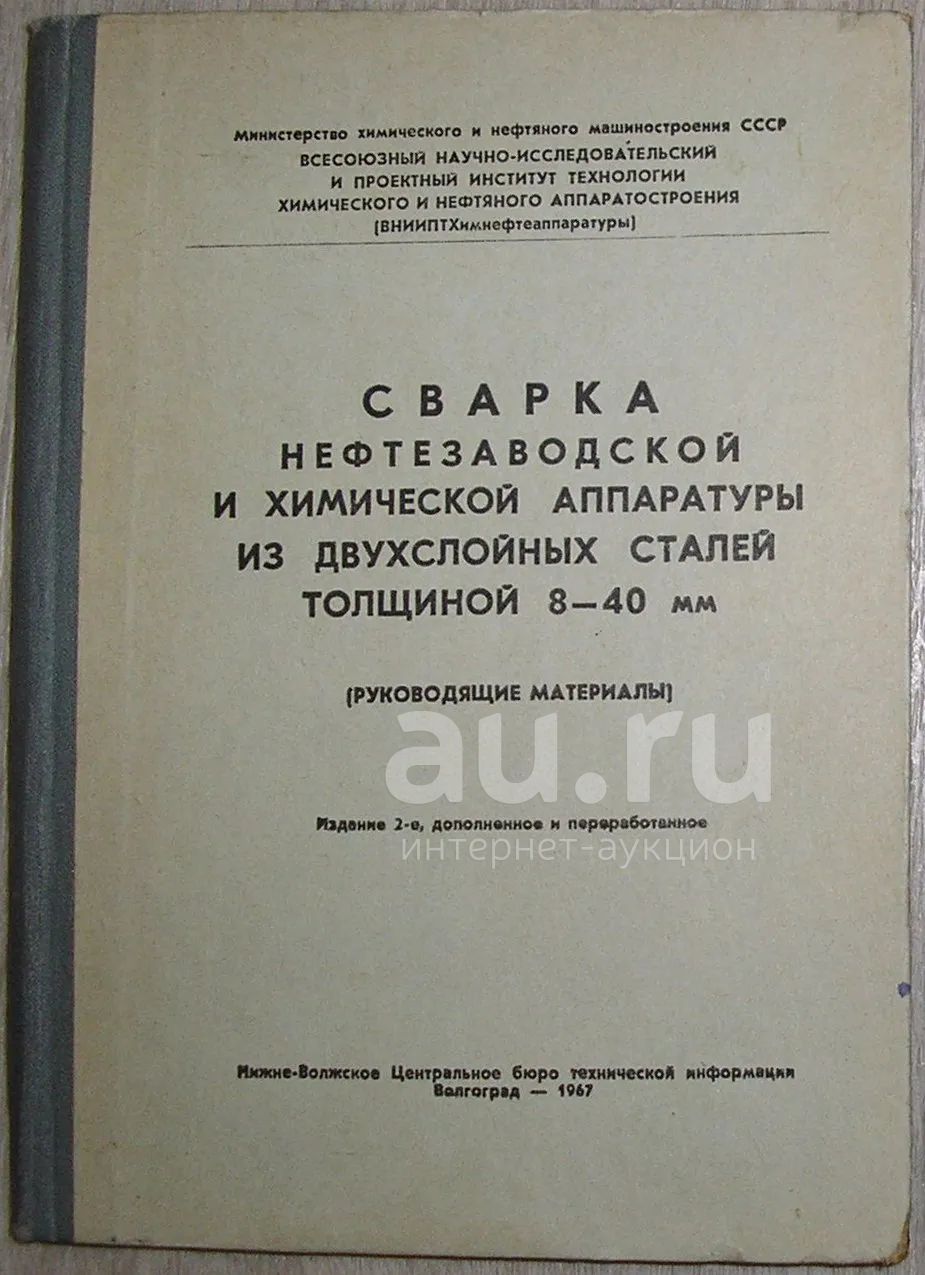 Министерство химического и нефтяного машиностроения СССР
ВСЕСОЮЗНЫЙ НАУЧНО-ИССЛЕДОВАТЕЛЬСКИЙ
И ПРОЕКТНЫЙ ИНСТИТУТ ТЕХНОЛОГИИ
ХИМИЧЕСКОГО И НЕФТЯНОГО АППАРАТОСТРОЕНИЯ
(ВНИИПТХимнефтеаппаратуры)
СВАРКА
НЕФТЕЗАВОДСКОЙ
И ХИМИЧЕСКОЙ АППАРАТУРЫ
ИЗ ДВУХСЛОЙНЫХ СТАЛЕЙ
ТОЛЩИНОЙ 8—40 мм
(РУКОВОДЯЩИЕ МАТЕРИАЛЫ)
au.ru
Издание 2-е, дополненное и переработанное
интернет-аукцион
Нижне-Волжское Центральное бюро технической информации
Волгоград — 1967